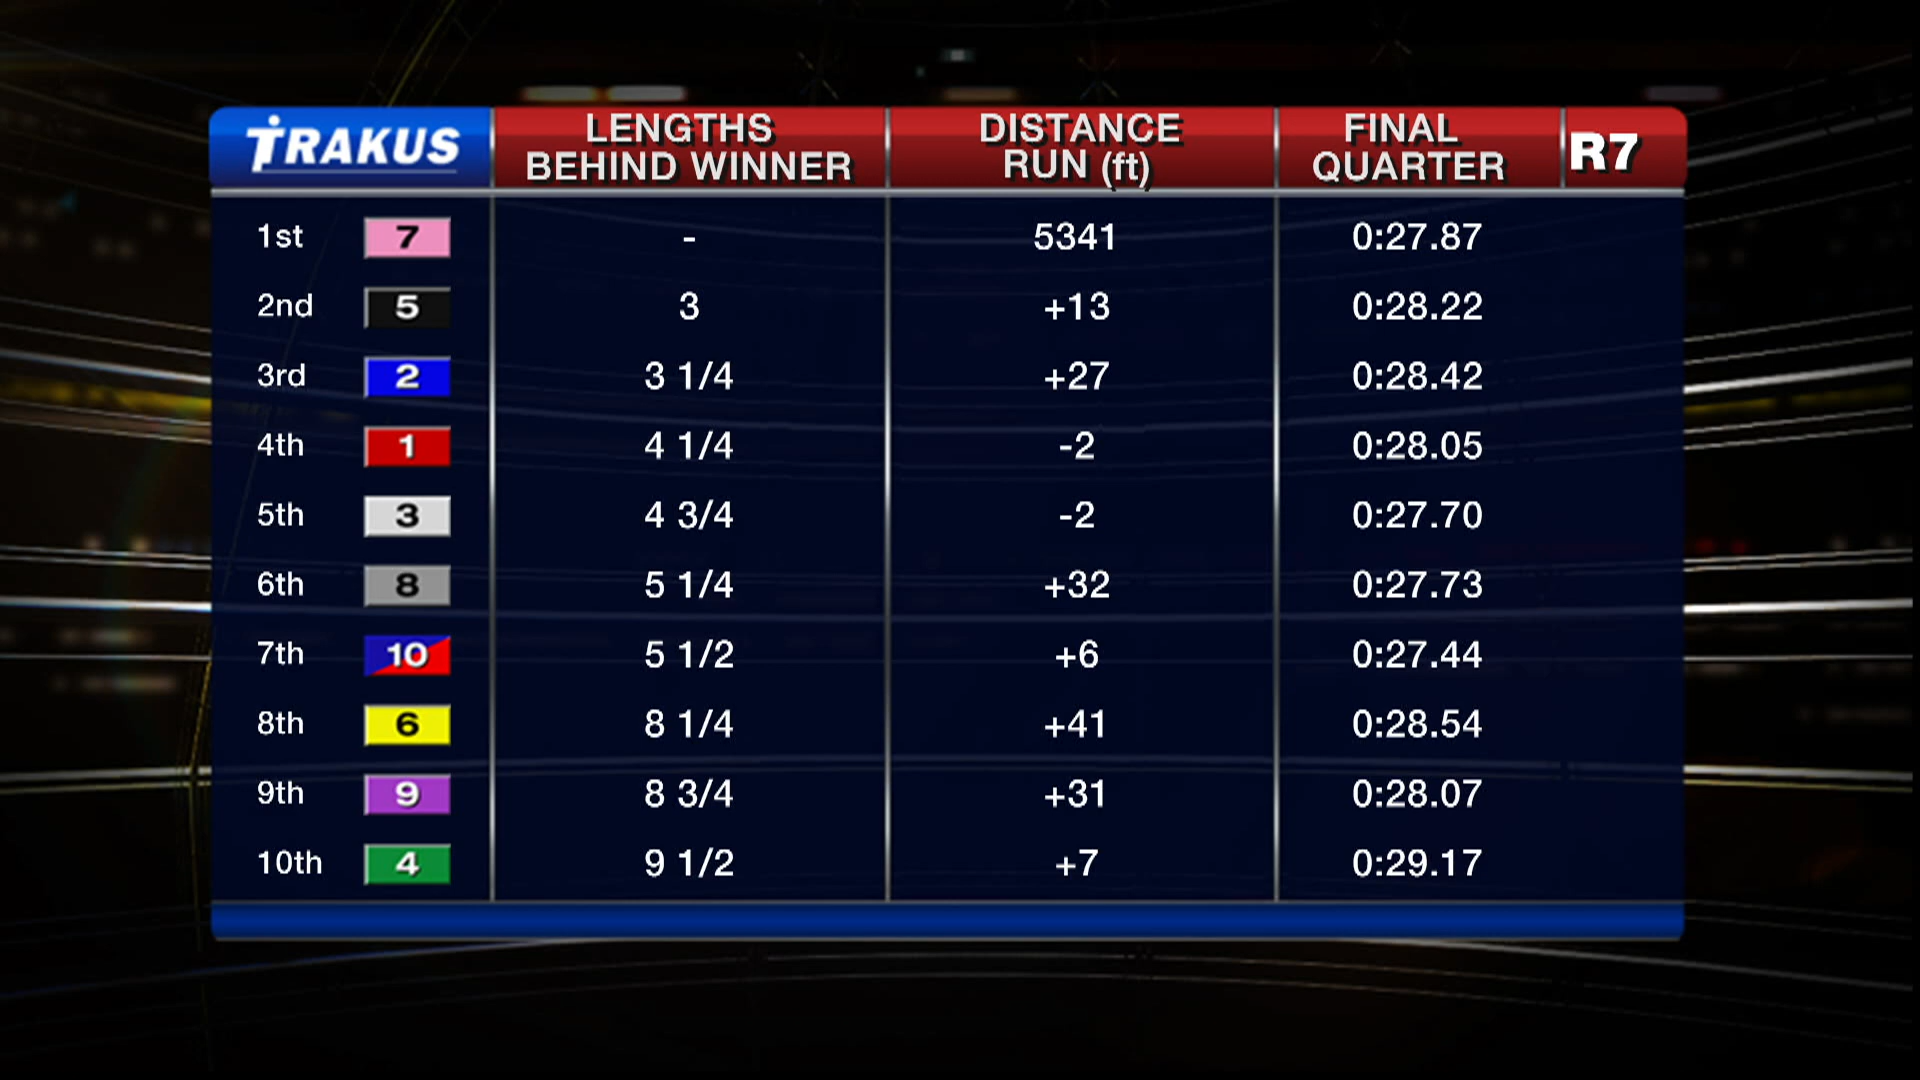 TRAKUS
LENGTHS
BEHIND WINNER
DISTANCE
RUN (ft)
FINAL
QUARTER
R7
1st 7 - 5341 0:27.87
2nd 5 3 +13 0:28.22
3rd 2 3 1/4 +27 0:28.42
4th 1 4 1/4 -2 0:28.05
5th 3 4 3/4 -2 0:27.70
6th 8 5 1/4 +32 0:27.73
7th 10 5 1/2 +6 0:27.44
8th 6 8 1/4 +41 0:28.54
9th 9 8 3/4 +31 0:28.07
10th 4 9 1/2 +7 0:29.17